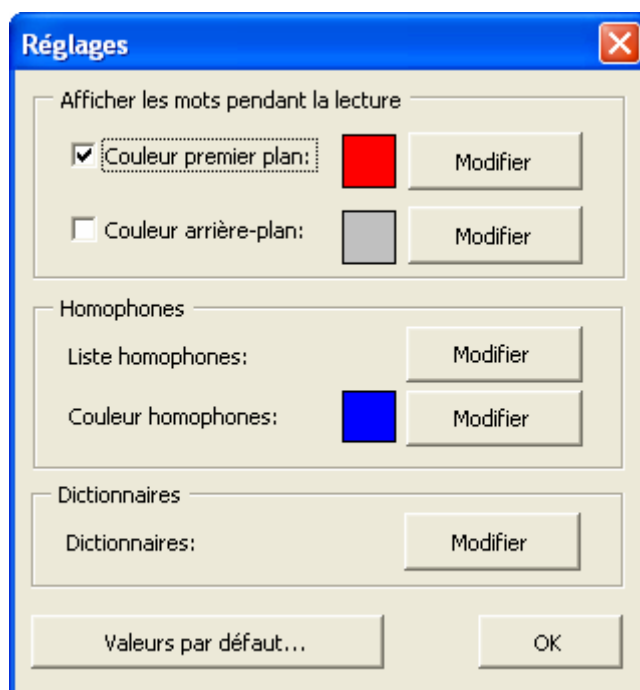 Réglages
Afficher les mots pendant la lecture
Couleur premier plan: Modifier
Couleur arrière-plan: Modifier
Homophones
Liste homophones: Modifier
Couleur homophones: Modifier
Dictionnaires
Dictionnaires: Modifier
Valeurs par défaut... OK